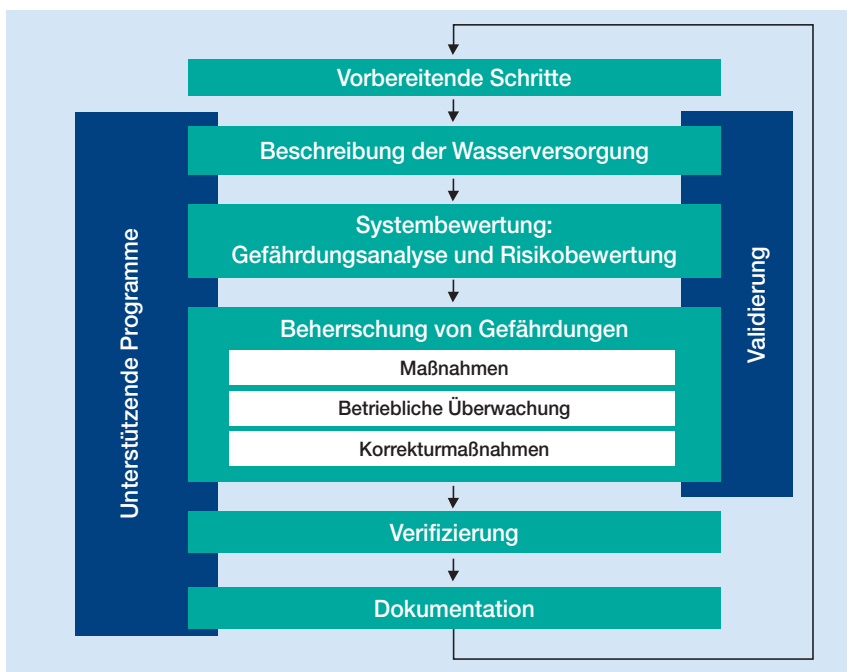 Vorbereitende Schritte
Beschreibung der Wasserversorgung
Systembewertung:
Gefährdungsanalyse und Risikobewertung
Beherrschung von Gefährdungen
Maßnahmen
Betriebliche Überwachung
Korrekturmaßnahmen
Verifizierung
Dokumentation
Unterstützende Programme
Validierung